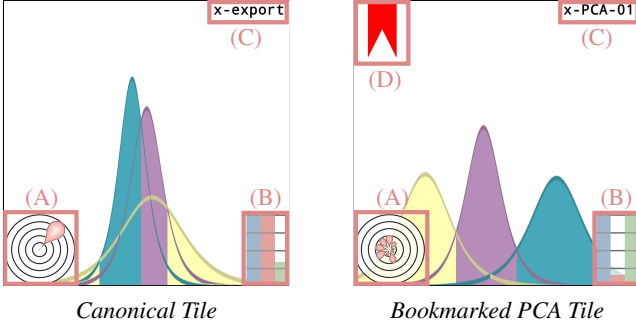 x-export
(C)
(A)
(B)
Canonical Tile
x-PCA-01
(C)
(D)
(A)
(B)
Bookmarked PCA Tile